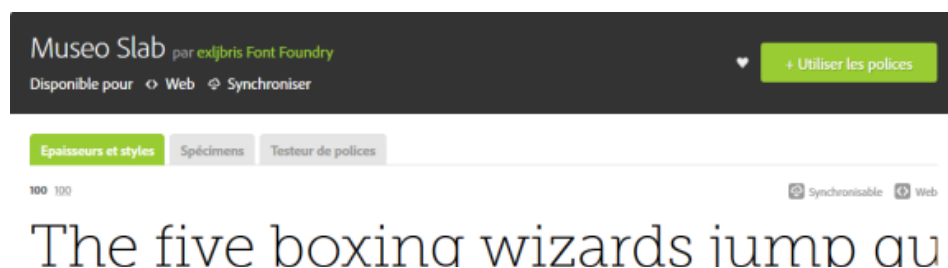 Museo Slab par exljbris Font Foundry
+ Utiliser les polices
Disponible pour Web Synchroniser
Epaisseurs et styles Spécimens Testeur de polices
100 100 Synchronisable Web
The five boxing wizards jump qu